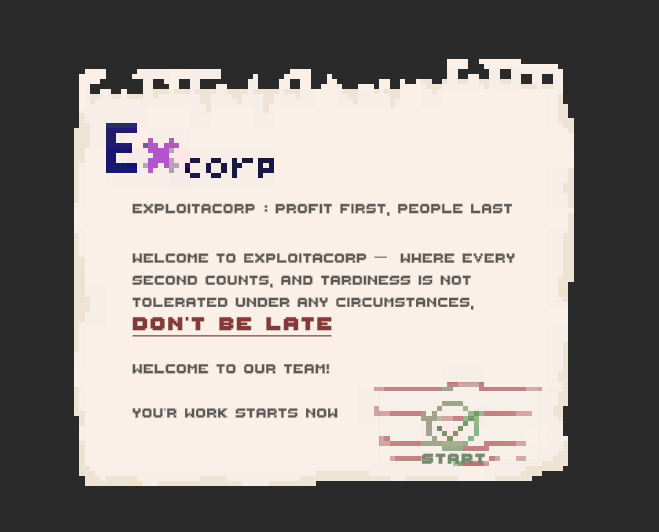 Ex corp
EXPLOITACORP : PROFIT FIRST, PEOPLE LAST
WELCOME TO EXPLOITACORP — WHERE EVERY
SECOND COUNTS, AND TARDINESS IS NOT
TOLERATED UNDER ANY CIRCUMSTANCES,
DON'T BE LATE
WELCOME TO OUR TEAM!
YOU'R WORK STARTS NOW
START